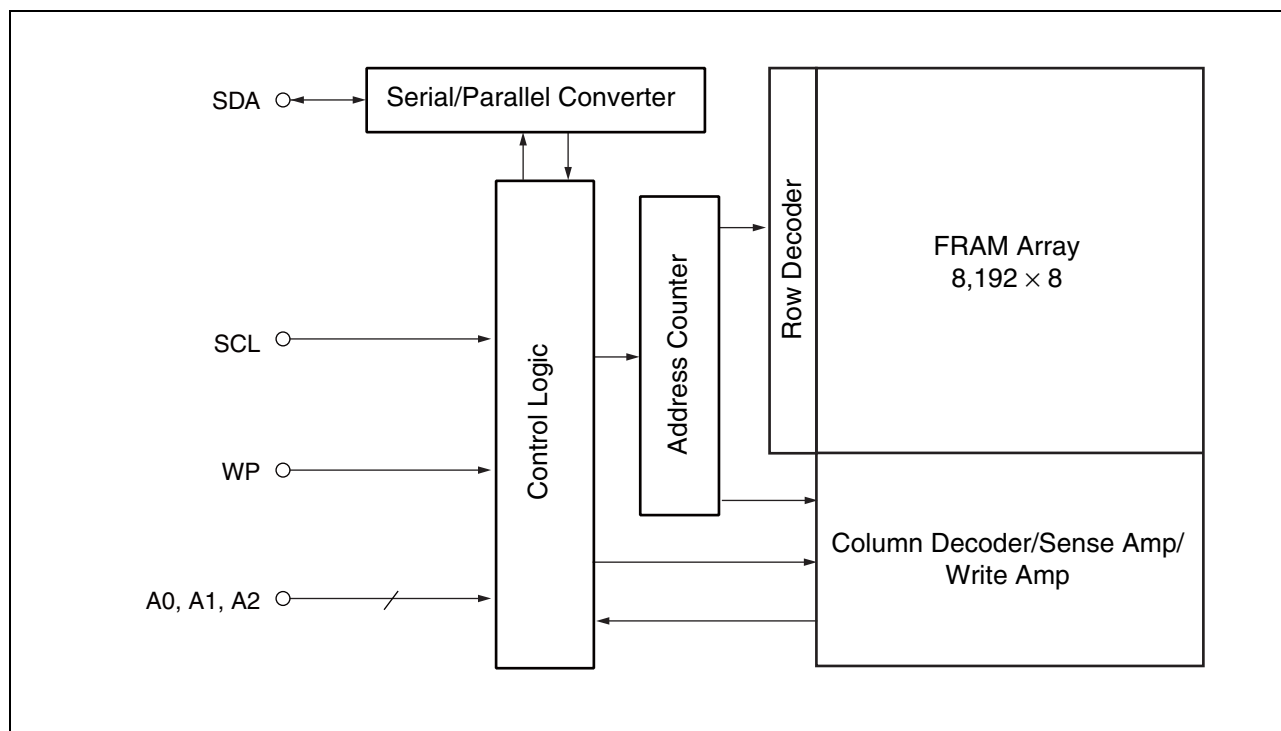 SDA
Serial/Parallel Converter
SCL
WP
A0, A1, A2
Control Logic
Address Counter
Row Decoder
FRAM Array
8,192 × 8
Column Decoder/Sense Amp/
Write Amp